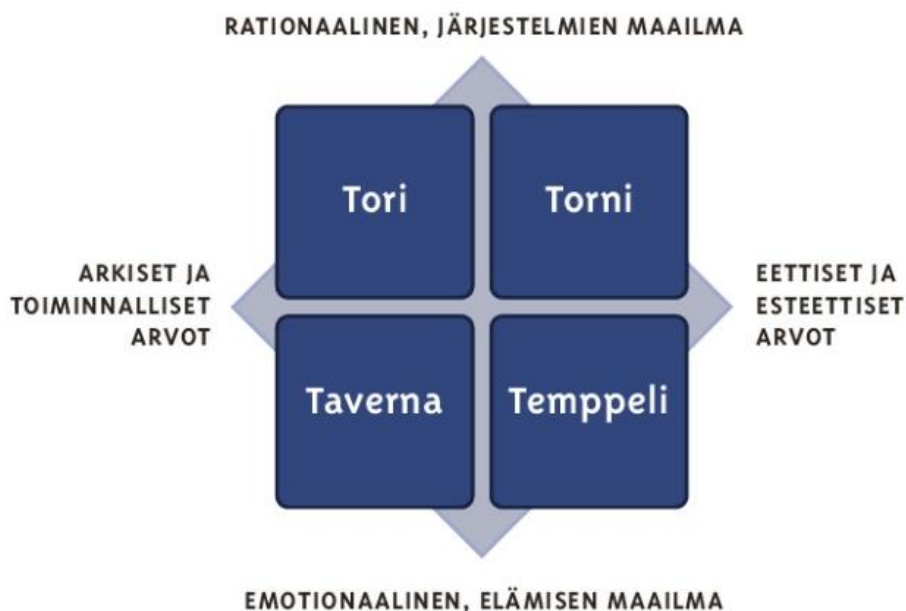 RATIONAALINEN, JÄRJESTELMIEN MAAILMA
Tori
Torni
ARKISET JA
TOIMINNALLISET
ARVOT
EETTISET JA
ESTEETTISET
ARVOT
Taverna
Temppeli
EMOTIONAALINEN, ELÄMISEN MAAILMA